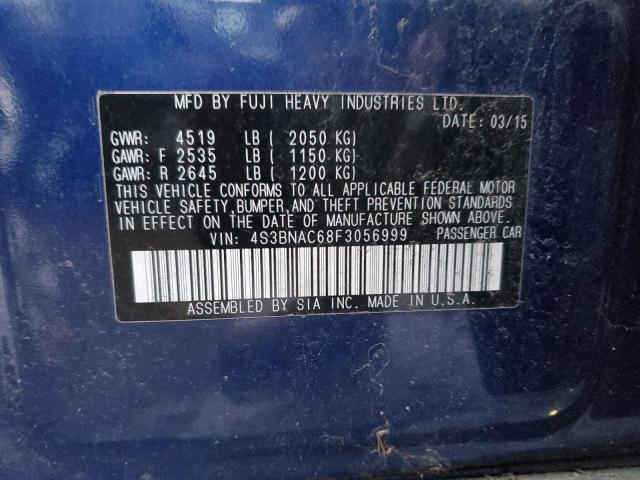 MFD BY FUJI HEAVY INDUSTRIES LTD.
DATE: 03/15
GVWR: 4519 LB ( 2050 KG)
GAWR: F 2535 LB ( 1150 KG)
GAWR: R 2645 LB ( 1200 KG)
THIS VEHICLE CONFORMS TO ALL APPLICABLE FEDERAL MOTOR
VEHICLE SAFETY, BUMPER, AND THEFT PREVENTION STANDARDS
IN EFFECT ON THE DATE OF MANUFACTURE SHOWN ABOVE.
VIN: 4S3BNAC68F3056999 PASSENGER CAR
ASSEMBLED BY SIA INC. MADE IN U.S.A.